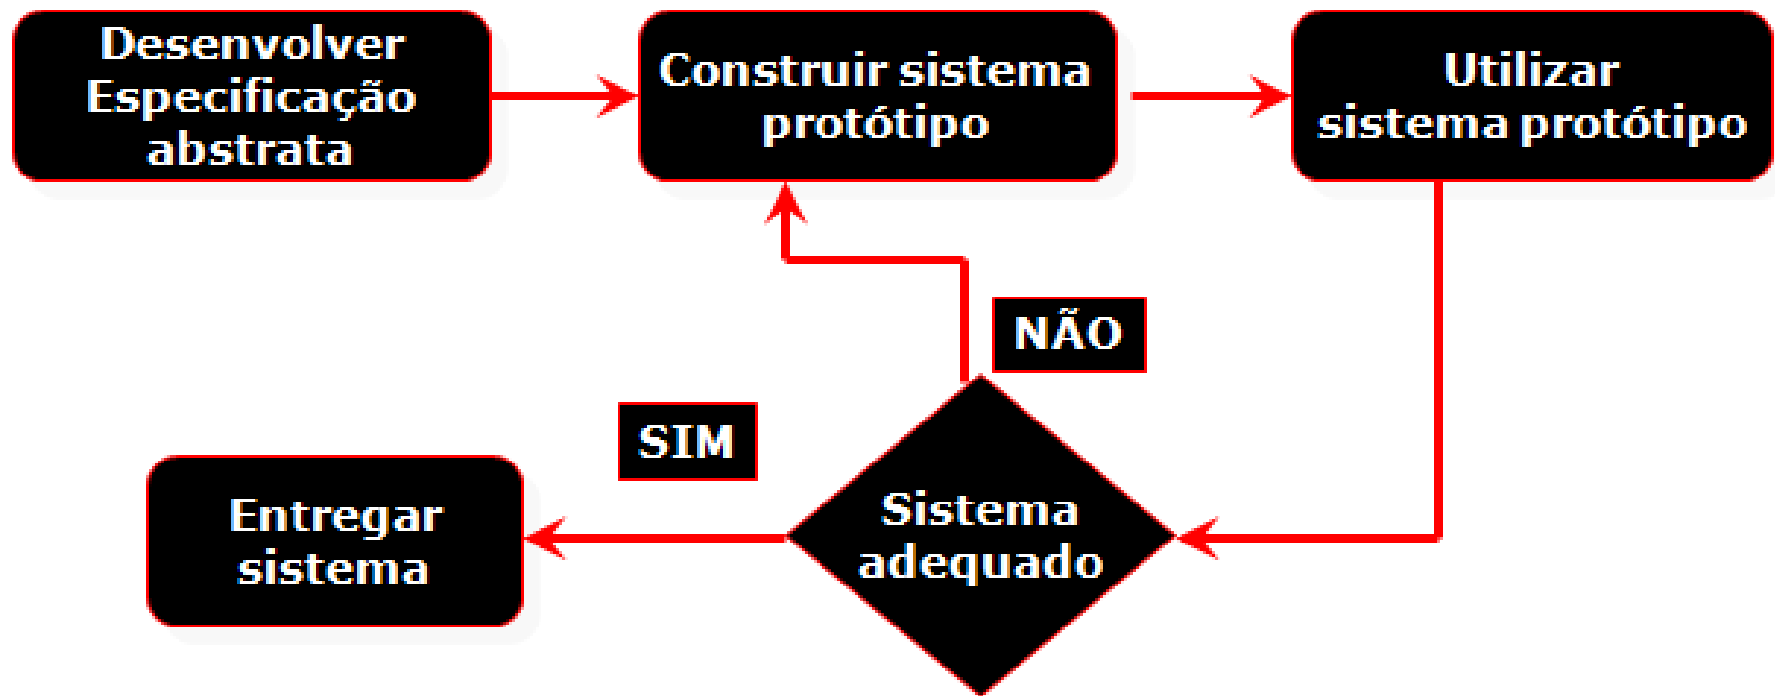 Desenvolver
Especificação
abstrata
Construir sistema
protótipo
Utilizar
sistema protótipo
NÃO
SIM
Sistema
adequado
Entregar
sistema